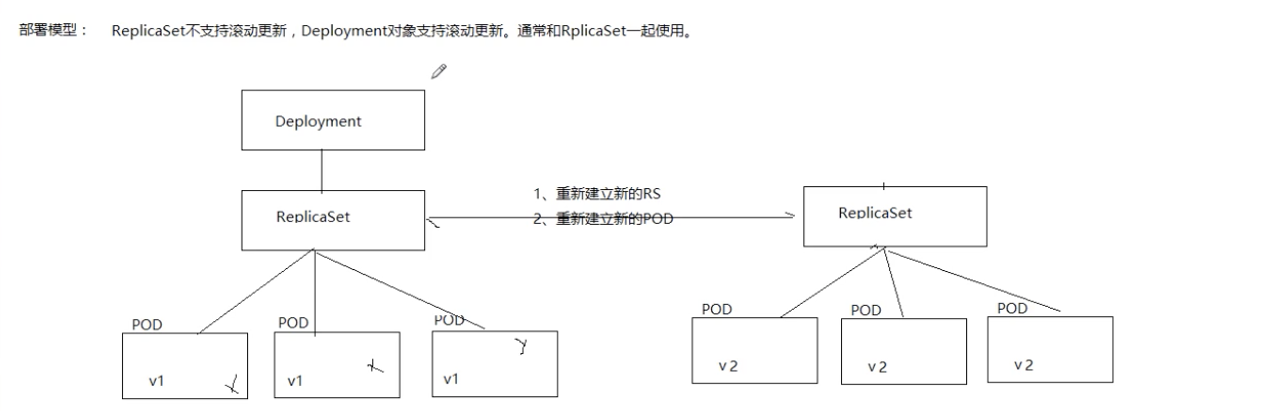 部署模型： ReplicaSet不支持滚动更新，Deployment对象支持滚动更新。通常和RplicaSet一起使用。
Deployment
1、重新建立新的RS
ReplicaSet
ReplicaSet
2、重新建立新的POD
POD
POD
POD
POD
POD
POD
v1
v1
v1
v2
v2
v2